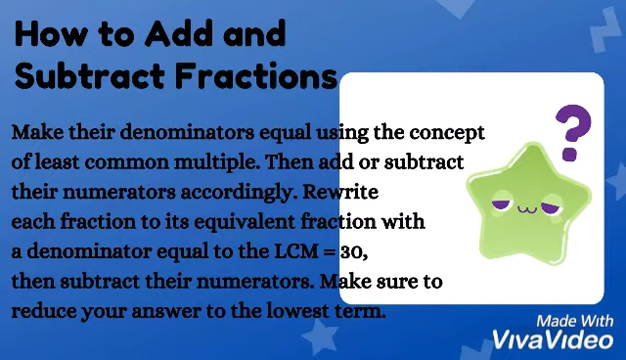 How to Add and
Subtract Fractions
Make their denominators equal using the concept
of least common multiple. Then add or subtract
their numerators accordingly. Rewrite
each fraction to its equivalent fraction with
a denominator equal to the LCM = 30,
then subtract their numerators. Make sure to
reduce your answer to the lowest term.
?
Made With
VivaVideo